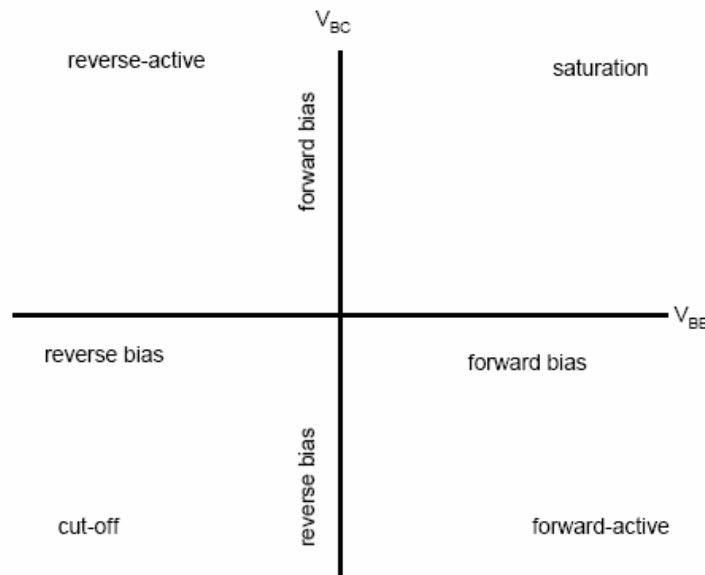 V_BC
reverse-active
saturation
forward bias
V_BE
reverse bias
forward bias
reverse bias
cut-off
forward-active